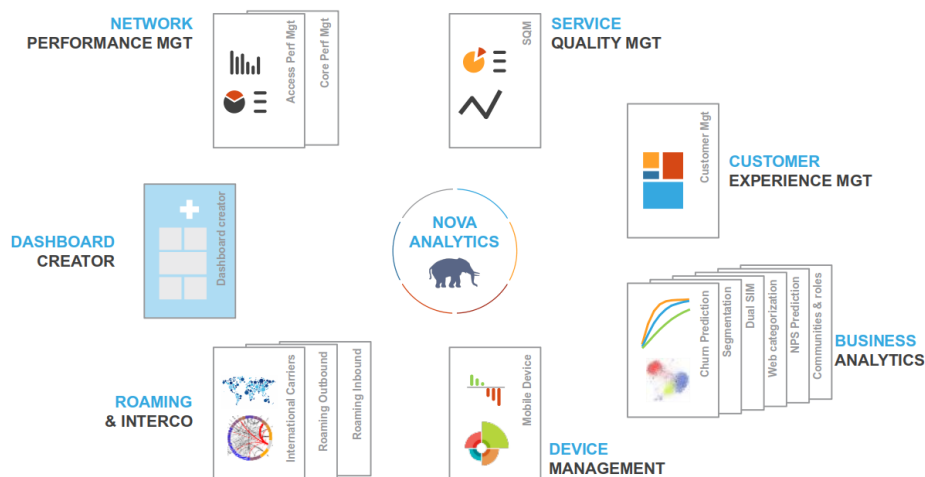 NETWORK
PERFORMANCE MGT
Access Perf Mgt
Core Perf Mgt
SQM
SERVICE
QUALITY MGT
Customer Mgt
CUSTOMER
EXPERIENCE MGT
DASHBOARD
CREATOR
Dashboard creator
NOVA
ANALYTICS
Churn Prediction
Segmentation
Dual SIM
Web categorization
NPS Prediction
Communities & roles
BUSINESS
ANALYTICS
ROAMING
& INTERCO
International Carriers
Roaming Outbound
Roaming Inbound
Mobile Device
DEVICE
MANAGEMENT